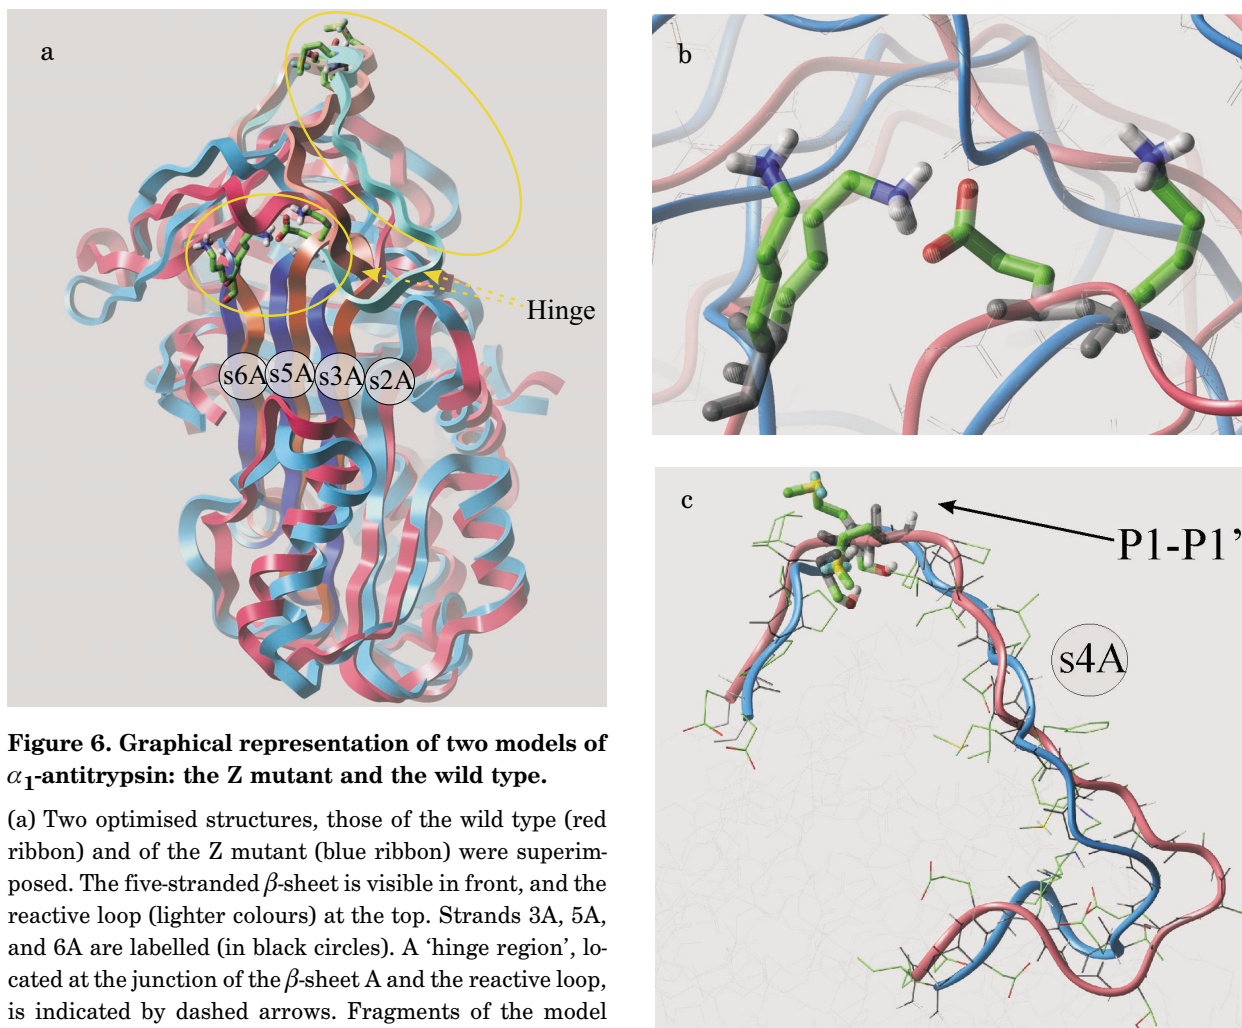 a
Hinge
s6A s5A s3A s2A
Figure 6. Graphical representation of two models of
α1-antitrypsin: the Z mutant and the wild type.
(a) Two optimised structures, those of the wild type (red
ribbon) and of the Z mutant (blue ribbon) were superim-
posed. The five-stranded β-sheet is visible in front, and the
reactive loop (lighter colours) at the top. Strands 3A, 5A,
and 6A are labelled (in black circles). A ‘hinge region’, lo-
cated at the junction of the β-sheet A and the reactive loop,
is indicated by dashed arrows. Fragments of the model
b
c
P1-P1’
s4A